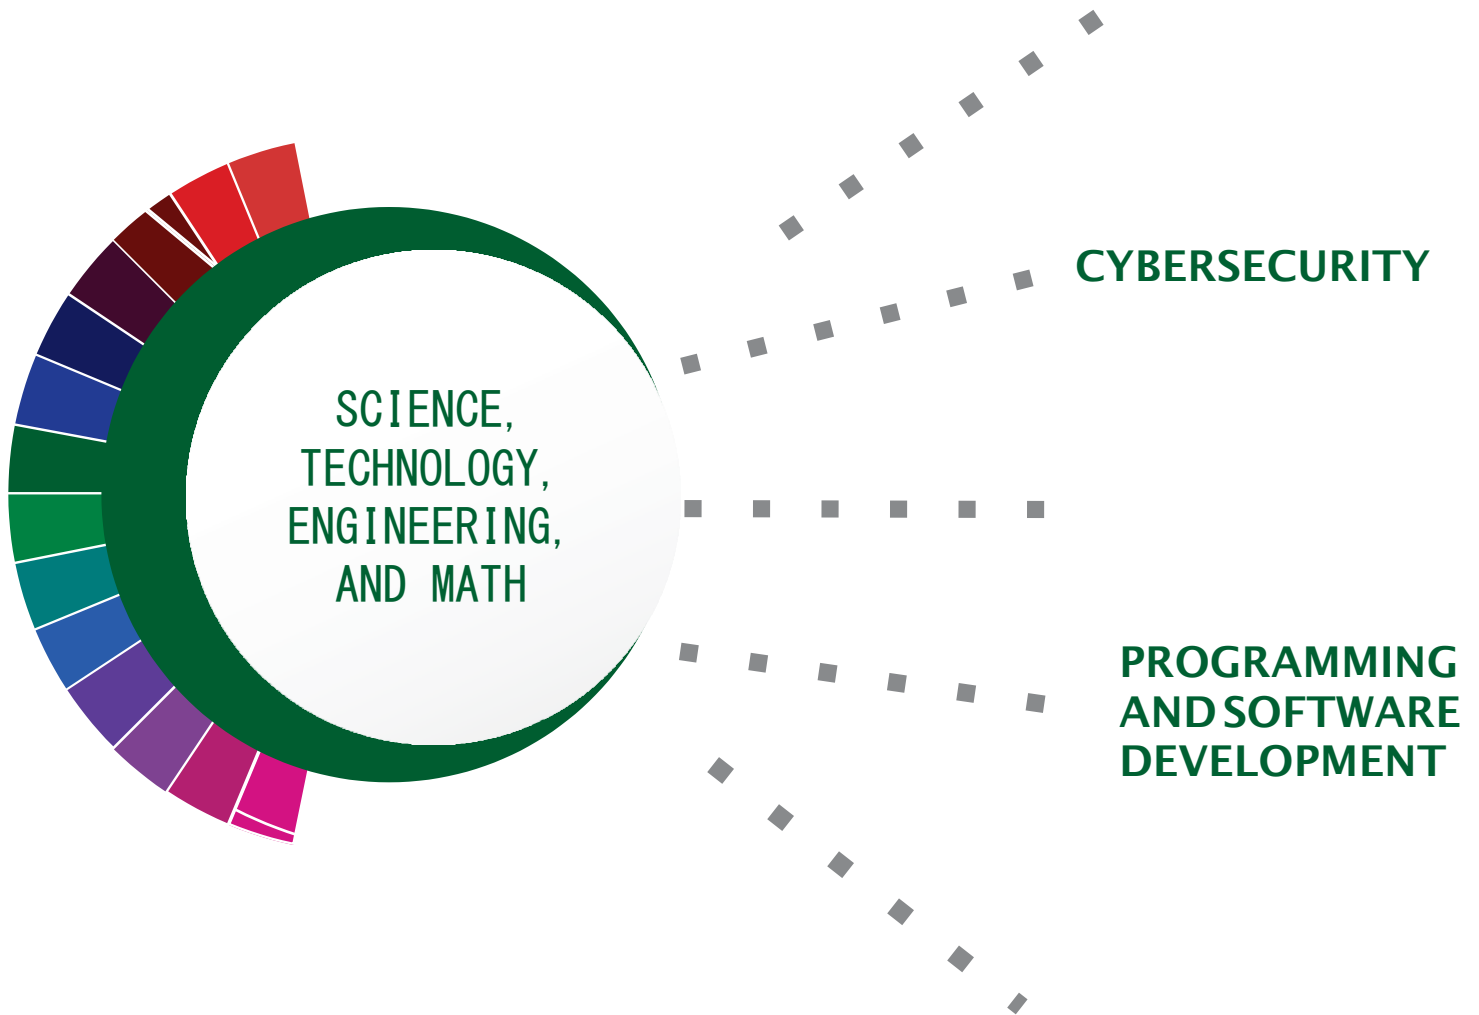 SCIENCE,
TECHNOLOGY,
ENGINEERING,
AND MATH
CYBERSECURITY
PROGRAMMING
AND SOFTWARE
DEVELOPMENT